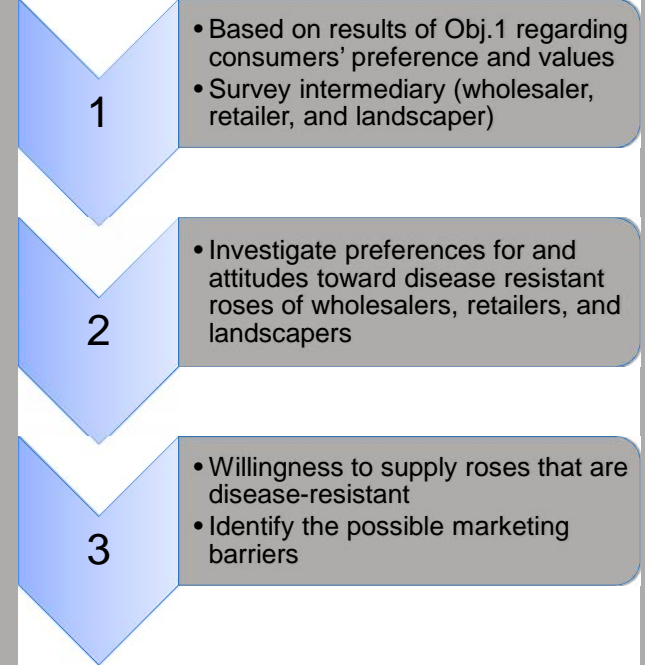 1
• Based on results of Obj.1 regarding
consumers’ preference and values
• Survey intermediary (wholesaler,
retailer, and landscaper)
2
• Investigate preferences for and
attitudes toward disease resistant
roses of wholesalers, retailers, and
landscapers
3
• Willingness to supply roses that are
disease-resistant
• Identify the possible marketing
barriers